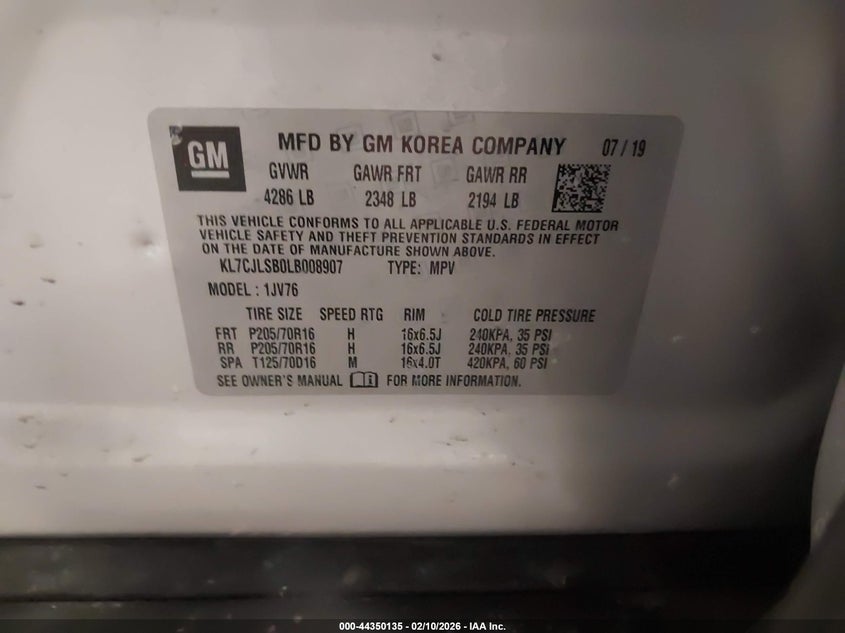 GM
MFD BY GM KOREA COMPANY 07 / 19
GVWR GAWR FRT GAWR RR
4286 LB 2348 LB 2194 LB
THIS VEHICLE CONFORMS TO ALL APPLICABLE U.S. FEDERAL MOTOR
VEHICLE SAFETY AND THEFT PREVENTION STANDARDS IN EFFECT
ON THE DATE OF MANUFACTURE SHOWN ABOVE.
KL7CJLSB0LB008907 TYPE: MPV
MODEL : 1JV76
TIRE SIZE SPEED RTG RIM COLD TIRE PRESSURE
FRT P205/70R16 H 16x6.5J 240KPA, 35 PSI
RR P205/70R16 H 16x6.5J 240KPA, 35 PSI
SPA T125/70D16 M 16x4.0T 420KPA, 60 PSI
SEE OWNER'S MANUAL FOR MORE INFORMATION.
000-44350135 - 02/10/2026 - IAA Inc.